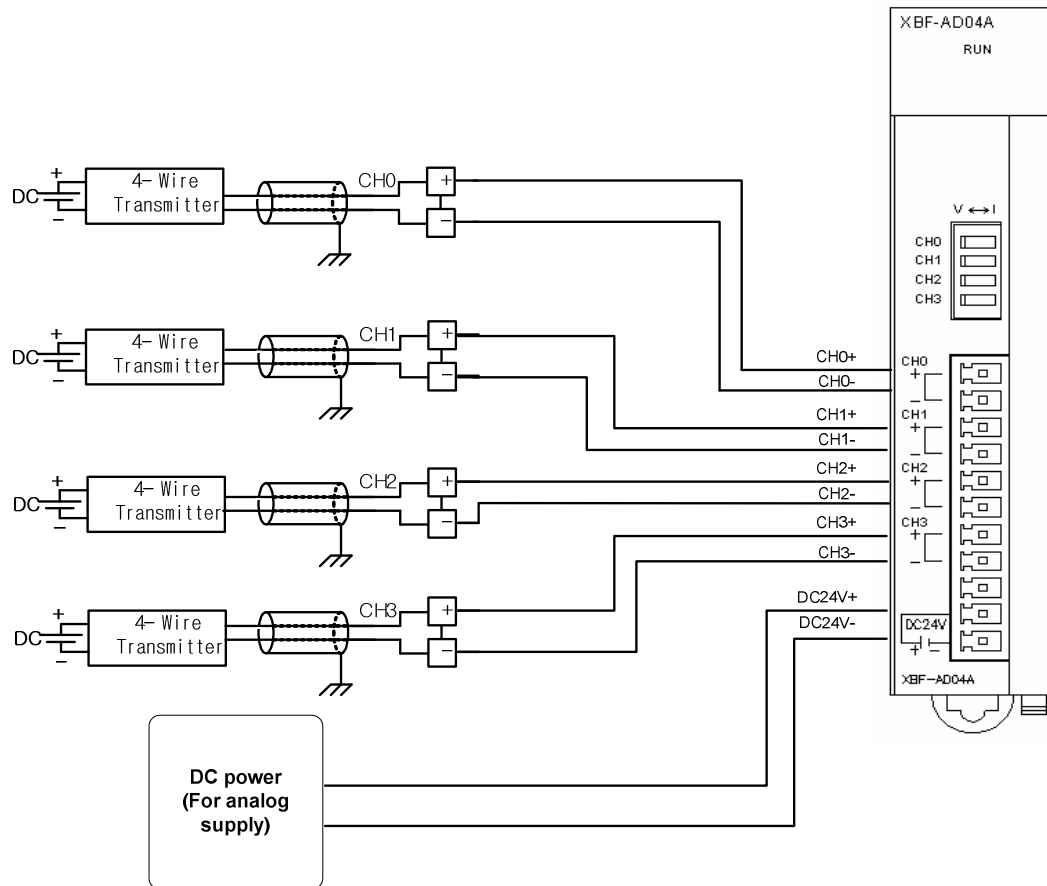 XBF-AD04A
RUN
V ↔ I
CH0
CH1
CH2
CH3
+
DC
−
4- Wire
Transmitter
CH0
+
−
+
DC
−
4- Wire
Transmitter
CH1
+
−
+
DC
−
4- Wire
Transmitter
CH2
+
−
+
DC
−
4- Wire
Transmitter
CH3
+
−
CH0+
CH0-
CH1+
CH1-
CH2+
CH2-
CH3+
CH3-
DC24V+
DC24V-
CH0
+
−
CH1
+
−
CH2
+
−
CH3
+
−
DC24V
+ −
XBF-AD04A
DC power
(For analog
supply)